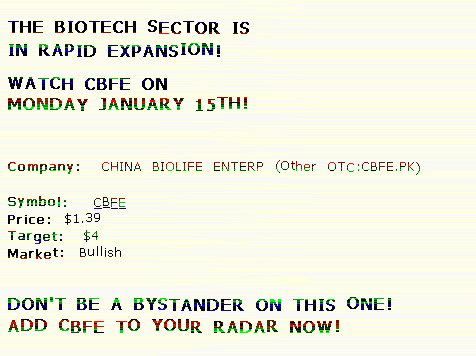 THE BIOTECH SECTOR IS
IN RAPID EXPANSION!
WATCH CBFE ON
MONDAY JANUARY 15TH!
Company: CHINA BIOLIFE ENTERP (Other OTC:CBFE.PK)
Symbol: CBFE
Price: $1.39
Target: $4
Market: Bullish
DON'T BE A BYSTANDER ON THIS ONE!
ADD CBFE TO YOUR RADAR NOW!